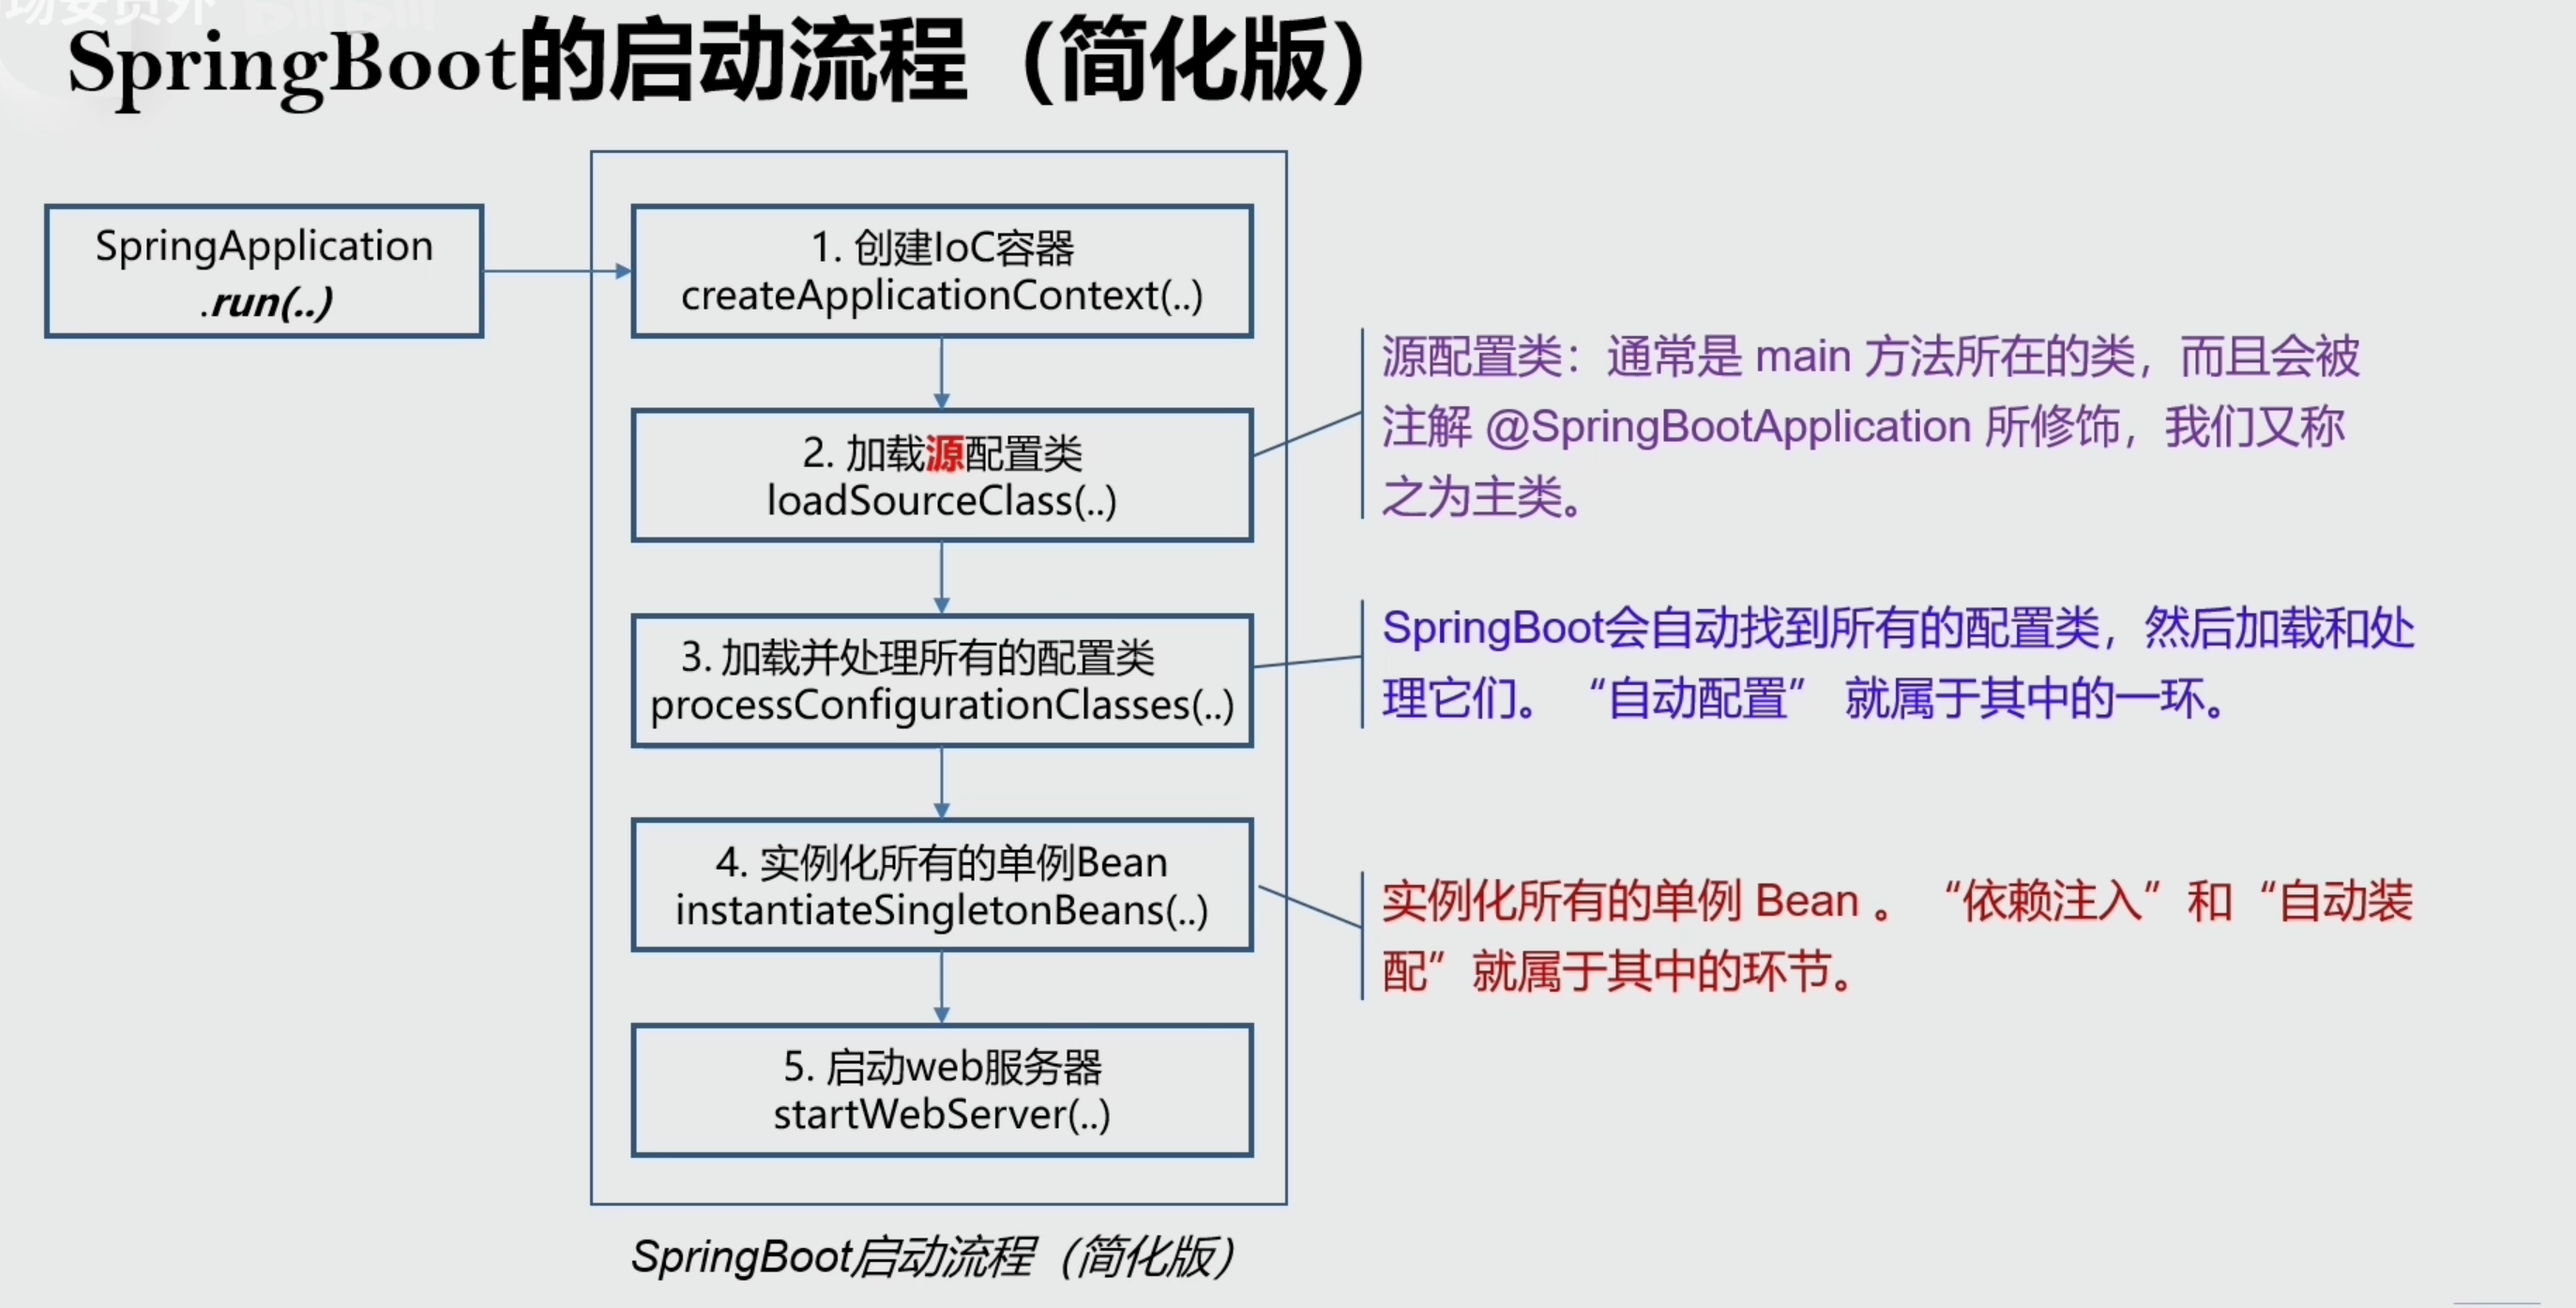 SpringBoot的启动流程（简化版）
SpringApplication
.run(..)
1. 创建IoC容器
createApplicationContext(..)
2. 加载源配置类
loadSourceClass(..)
源配置类：通常是 main 方法所在的类，而且会被
注解 @SpringBootApplication 所修饰，我们又称
之为主类。
3. 加载并处理所有的配置类
processConfigurationClasses(..)
SpringBoot会自动找到所有的配置类，然后加载和处
理它们。“自动配置” 就属于其中的一环。
4. 实例化所有的单例Bean
instantiateSingletonBeans(..)
实例化所有的单例 Bean 。 “依赖注入”和“自动装
配”就属于其中的环节。
5. 启动web服务器
startWebServer(..)
SpringBoot启动流程（简化版）